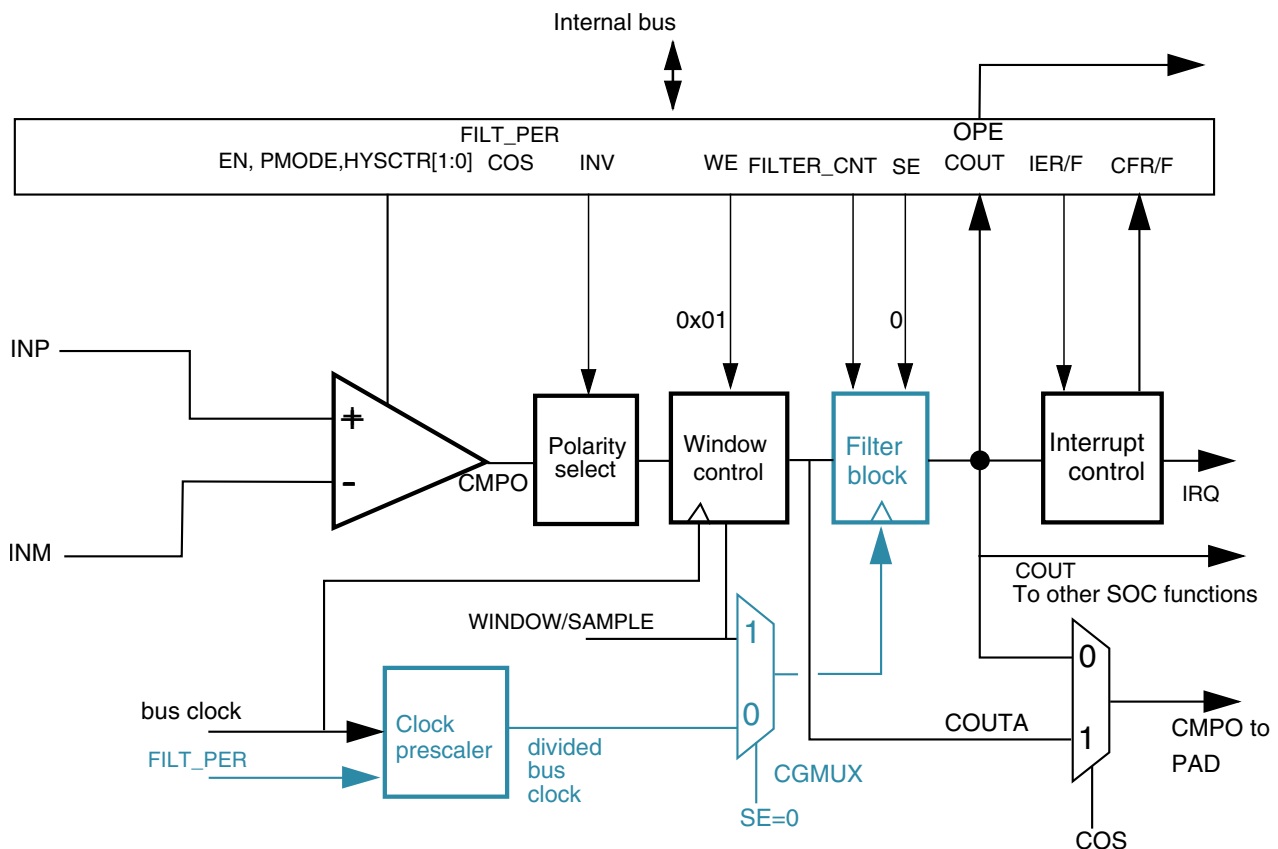 Internal bus
FILT_PER
OPE
EN, PMODE,HYSCTR[1:0] COS INV WE FILTER_CNT SE COUT IER/F CFR/F
0x01 0
INP
+
INM
-
CMPO
Polarity
select
Window
control
Filter
block
Interrupt
control
IRQ
COUT
To other SOC functions
WINDOW/SAMPLE
1
0
0
1
bus clock
FILT_PER
Clock
prescaler
divided
bus
clock
CGMUX
SE=0
COUTA
CMPO to
PAD
COS